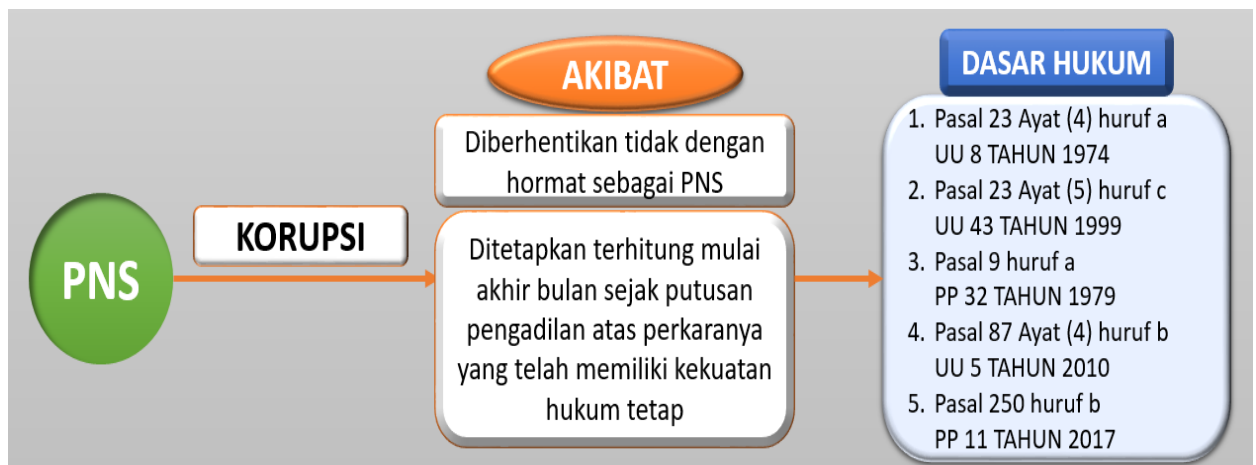 PNS
KORUPSI
AKIBAT
Diberhentikan tidak dengan
hormat sebagai PNS
Ditetapkan terhitung mulai
akhir bulan sejak putusan
pengadilan atas perkaranya
yang telah memiliki kekuatan
hukum tetap
DASAR HUKUM
1. Pasal 23 Ayat (4) huruf a
UU 8 TAHUN 1974
2. Pasal 23 Ayat (5) huruf c
UU 43 TAHUN 1999
3. Pasal 9 huruf a
PP 32 TAHUN 1979
4. Pasal 87 Ayat (4) huruf b
UU 5 TAHUN 2010
5. Pasal 250 huruf b
PP 11 TAHUN 2017